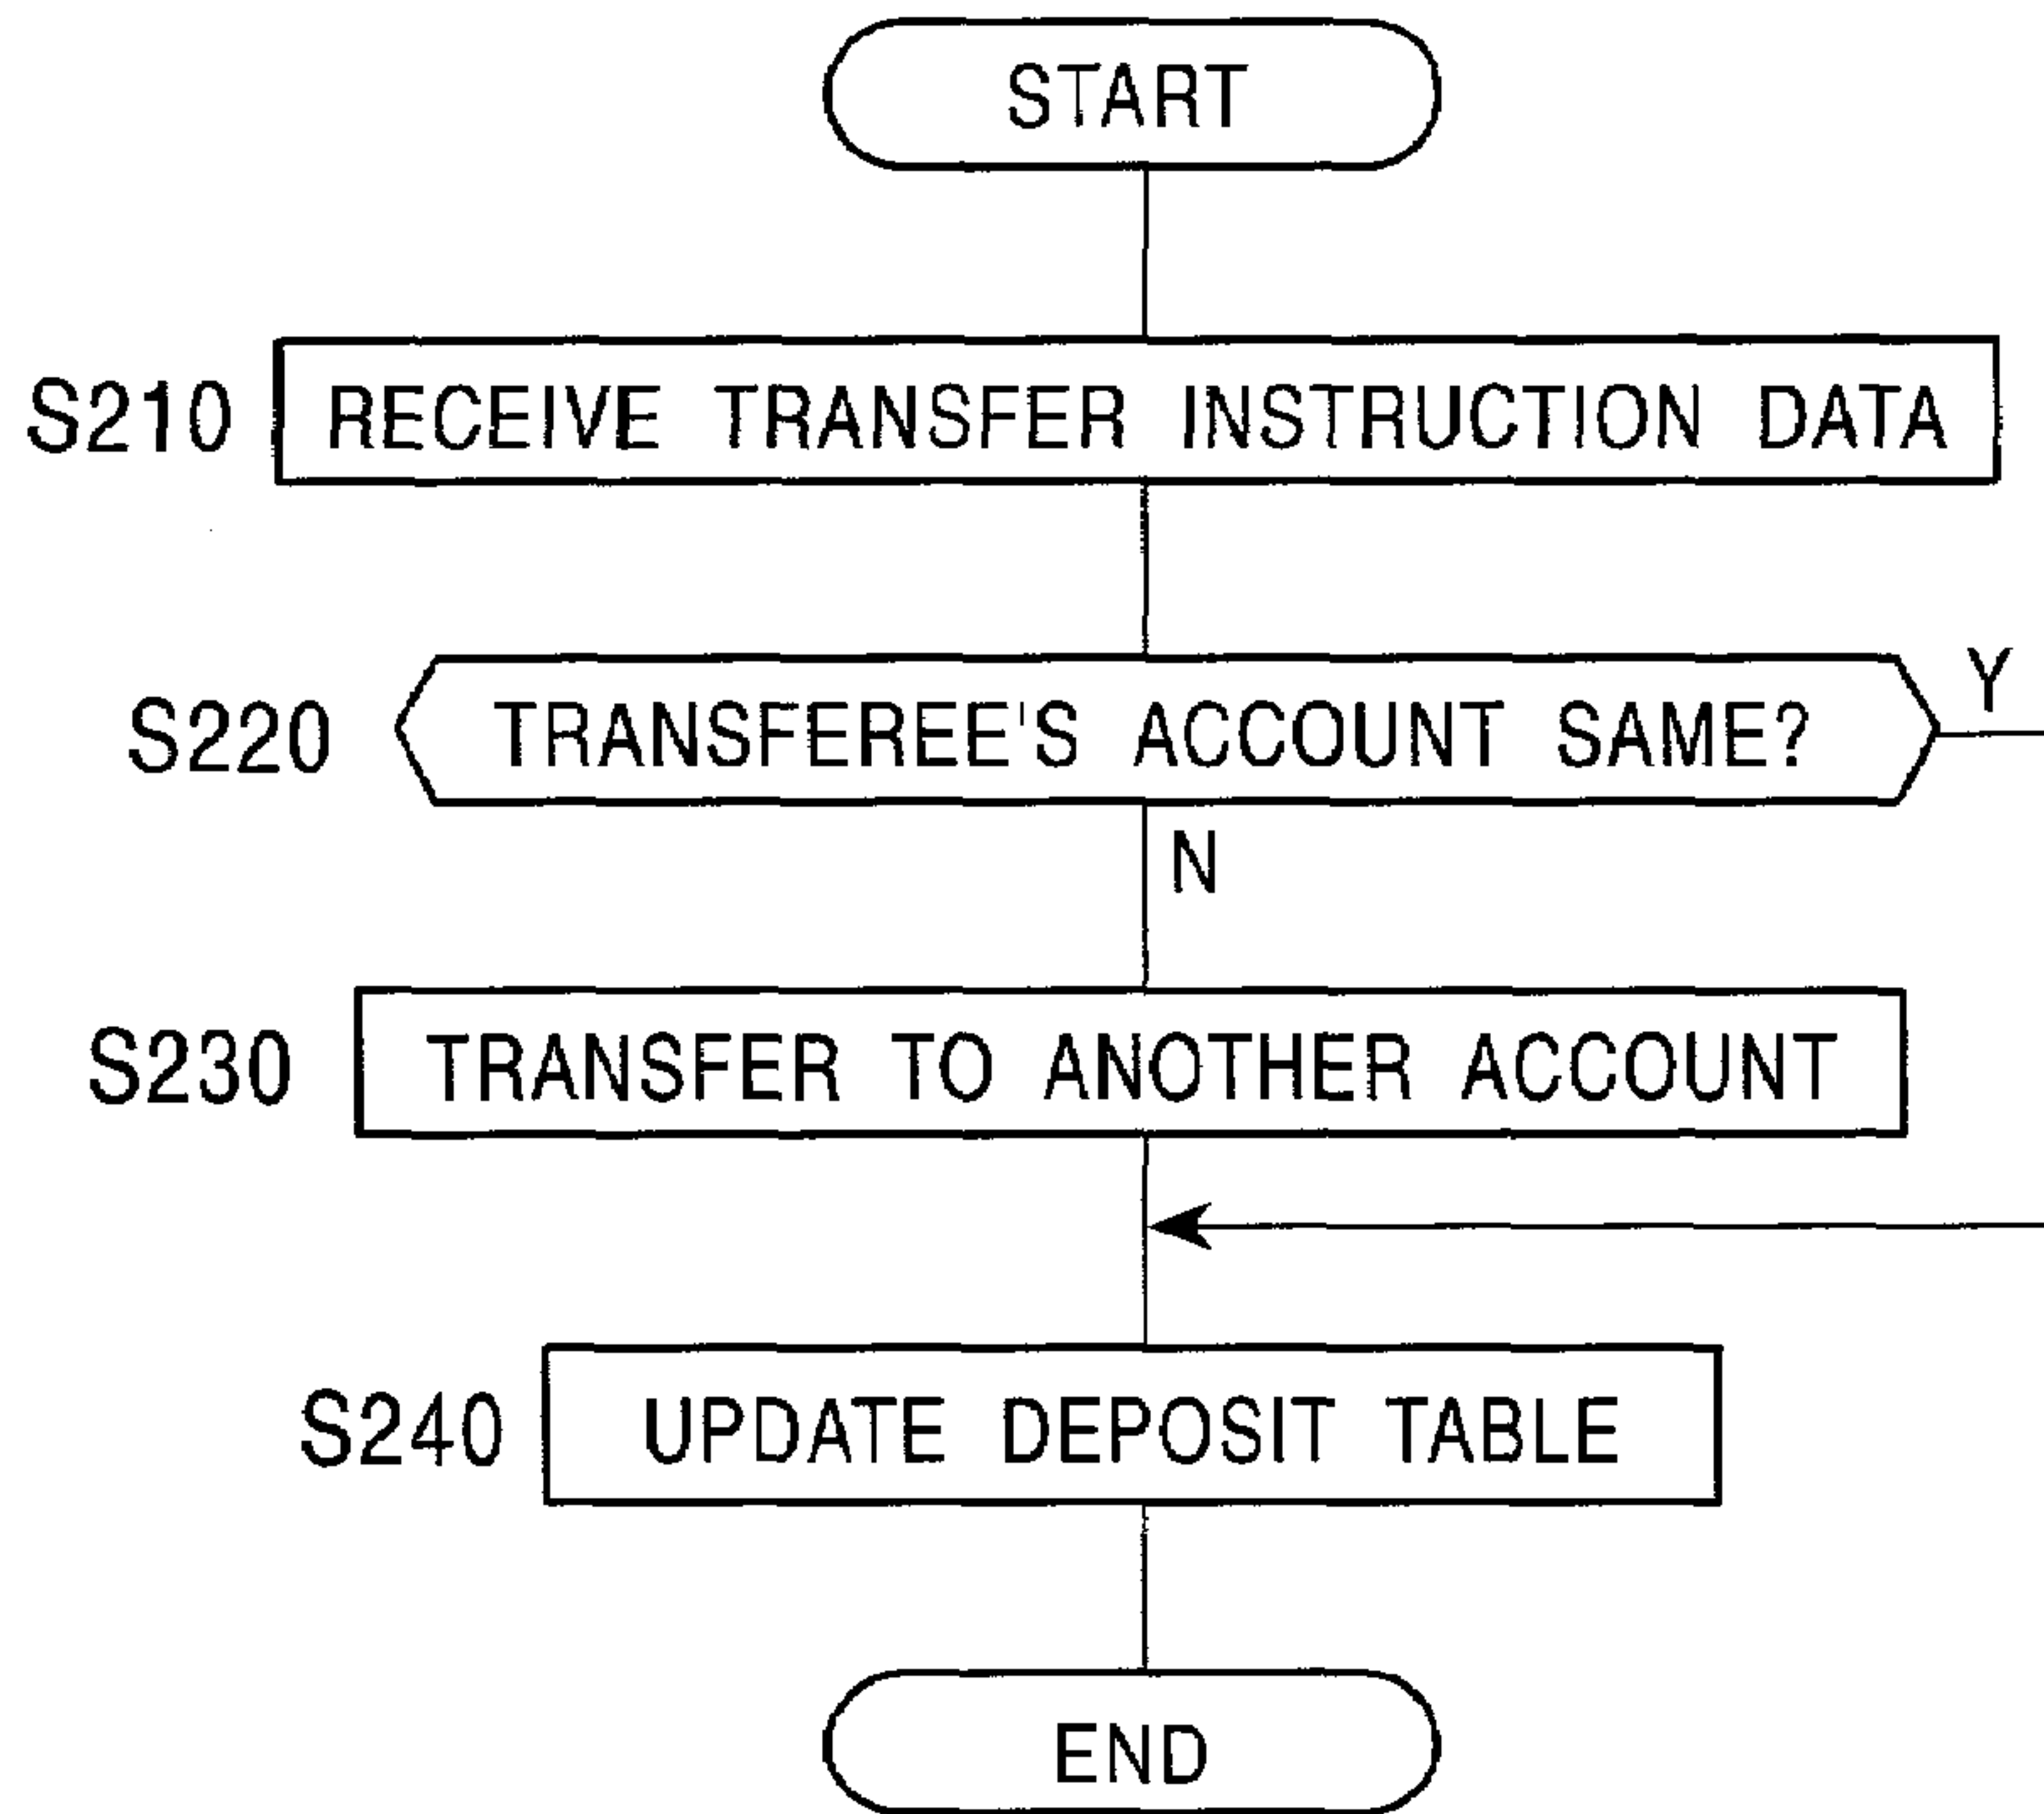 START
S210 RECEIVE TRANSFER INSTRUCTION DATA
S220 TRANSFEREE'S ACCOUNT SAME? Y
N
S230 TRANSFER TO ANOTHER ACCOUNT
S240 UPDATE DEPOSIT TABLE
END